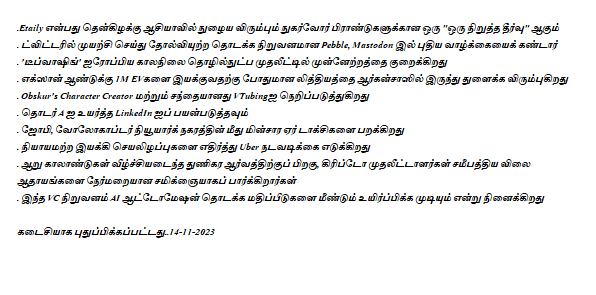 .Etaily என்பது தென்கிழக்கு ஆசியாவில் நுழைய விரும்பும் நுகர்வோர் பிராண்டுகளுக்கான ஒரு "ஒரு நிறுத்த தீர்வு" ஆகும்
. ட்விட்டரில் முயற்சி செய்து தோல்வியுற்ற தொடக்க நிறுவனமான Pebble, Mastodon இல் புதிய வாழ்க்கையைக் கண்டார்
. 'டீப்வாஷிங்' ஐரோப்பிய காலநிலை தொழில்நுட்ப முதலீட்டில் முன்னேற்றத்தை குறைக்கிறது
. எக்ஸான் ஆண்டுக்கு 1M EVகளை இயக்குவதற்கு போதுமான லித்தியத்தை ஆர்கன்சாஸில் இருந்து துளைக்க விரும்புகிறது
. Obskur's Character Creator மற்றும் சந்தையானது VTubingஐ நெறிப்படுத்துகிறது
. தொடர் A ஐ உயர்த்த LinkedIn ஐப் பயன்படுத்தவும்
. ஜோபி, வோலோகாப்டர் நியூயார்க் நகரத்தின் மீது மின்சார ஏர் டாக்சிகளை பறக்கிறது
. நியாயமற்ற இயக்கி செயலிழப்புகளை எதிர்த்து Uber நடவடிக்கை எடுக்கிறது
. ஆறு காலாண்டுகள் வீழ்ச்சியடைந்த துணிகர ஆர்வத்திற்குப் பிறகு, கிரிப்டோ முதலீட்டாளர்கள் சமீபத்திய விலை
ஆதாயங்களை நேர்மறையான சமிக்ஞையாகப் பார்க்கிறார்கள்
. இந்த VC நிறுவனம் AI ஆட்டோமேஷன் தொடக்க மதிப்பீடுகளை மீண்டும் உயிர்ப்பிக்க முடியும் என்று நினைக்கிறது
கடைசியாக புதுப்பிக்கப்பட்டது..14-11-2023